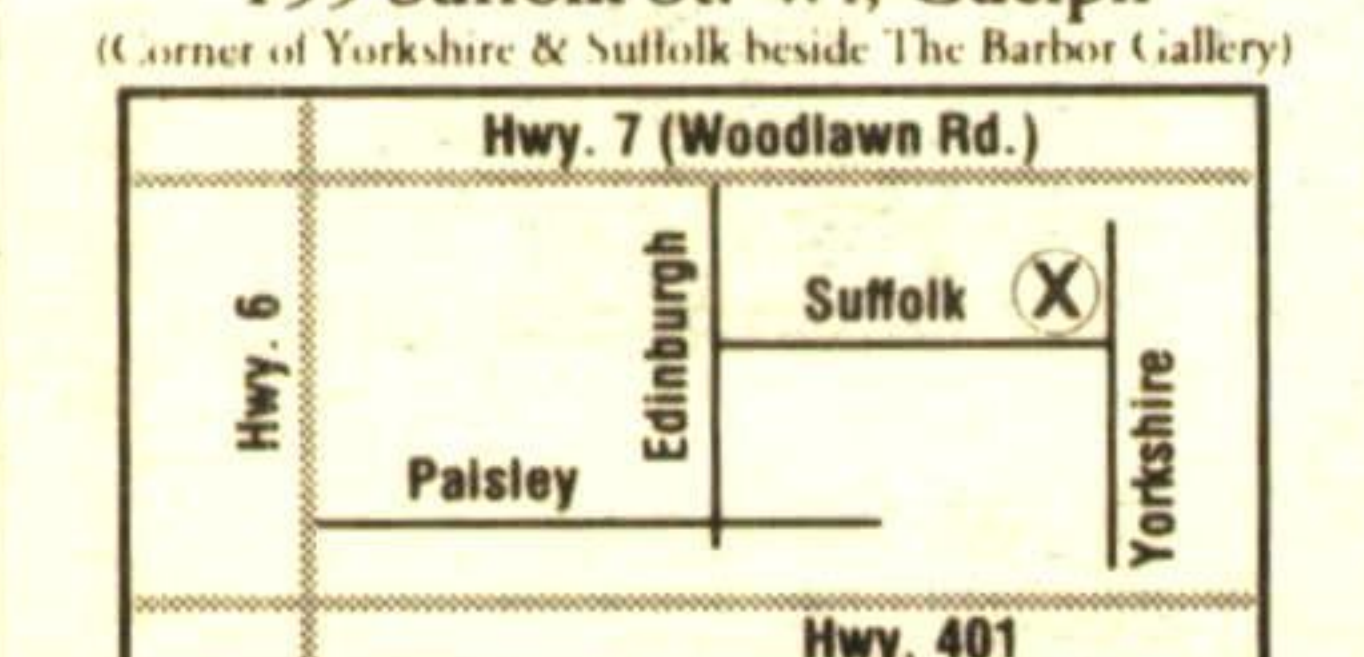 (Corner of Yorkshire & Suffolk beside The Barbor Gallery)
Hwy. 7 (Woodlawn Rd.)
Edinburgh
Suffolk X
Hwy. 6
Yorkshire
Paisley
Hwy. 401